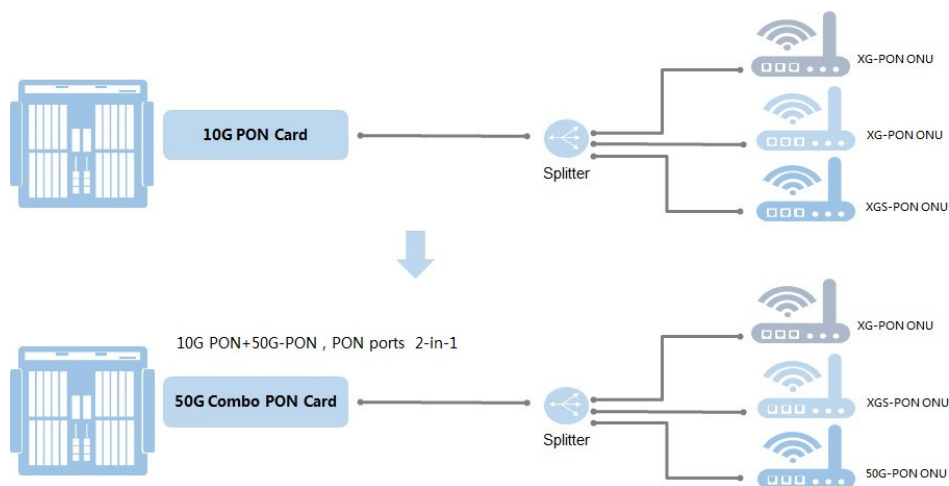 XG-PON ONU
10G PON Card
XG-PON ONU
Splitter
XGS-PON ONU
XG-PON ONU
10G PON+50G-PON , PON ports 2-in-1
50G Combo PON Card
XGS-PON ONU
Splitter
50G-PON ONU